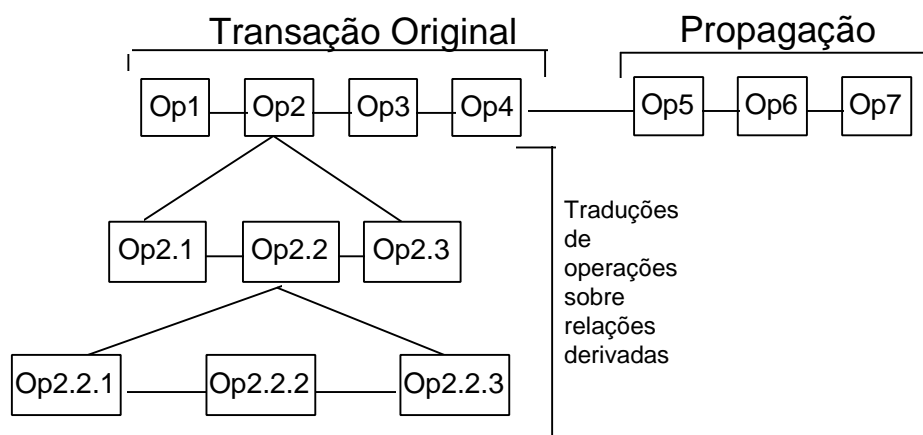 Transação Original
Propagação
Op1 Op2 Op3 Op4 Op5 Op6 Op7
Op2.1 Op2.2 Op2.3
Traduções
de
operações
sobre
relações
derivadas
Op2.2.1 Op2.2.2 Op2.2.3